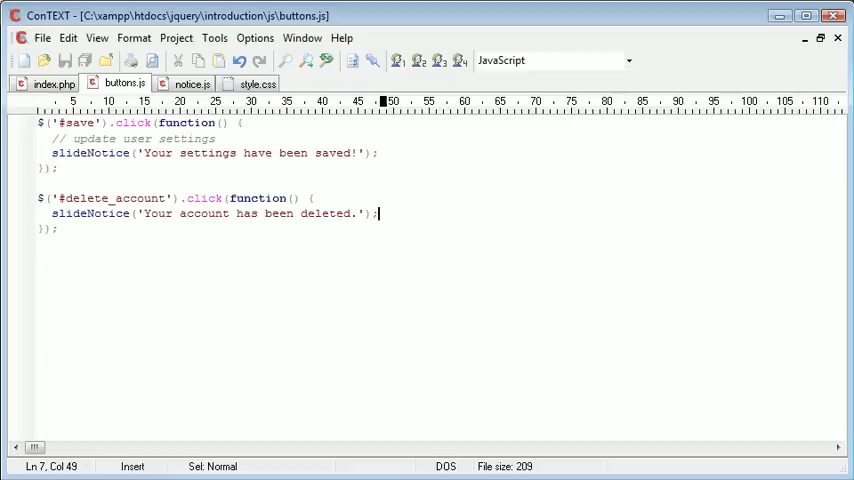 ConTEXT - [C:\xampp\htdocs\jquery\introduction\js\buttons.js]
File Edit View Format Project Tools Options Window Help
1 2 3 4 JavaScript
index.php buttons.js notice.js style.css
5 10 15 20 25 30 35 40 45 50 55 60 65 70 75 80 85 90 95 100 105 110
$('#save').click(function() {
// update user settings
slideNotice('Your settings have been saved!');
});
$('#delete_account').click(function() {
slideNotice('Your account has been deleted.');
});
Ln 7, Col 49 Insert Sel: Normal DOS File size: 209